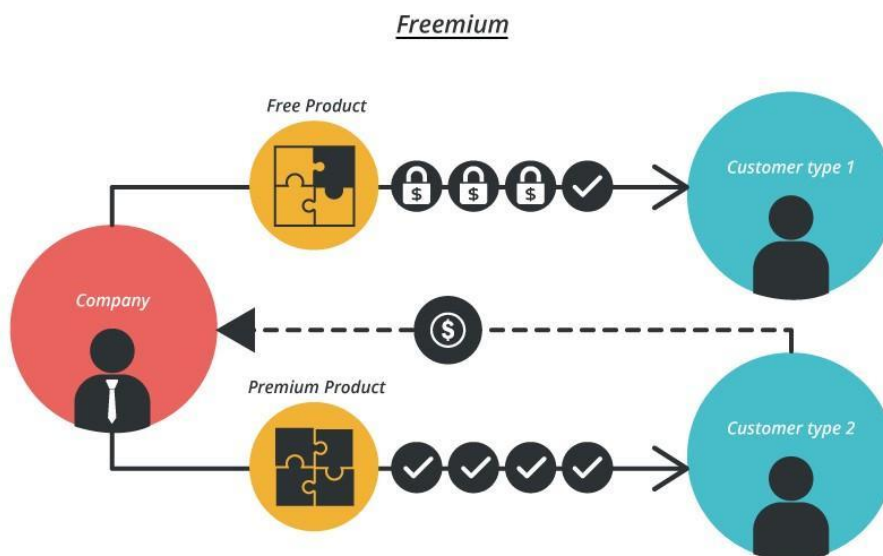 Freemium
Free Product
$ $ $
Customer type 1
Company
$
Premium Product
Customer type 2